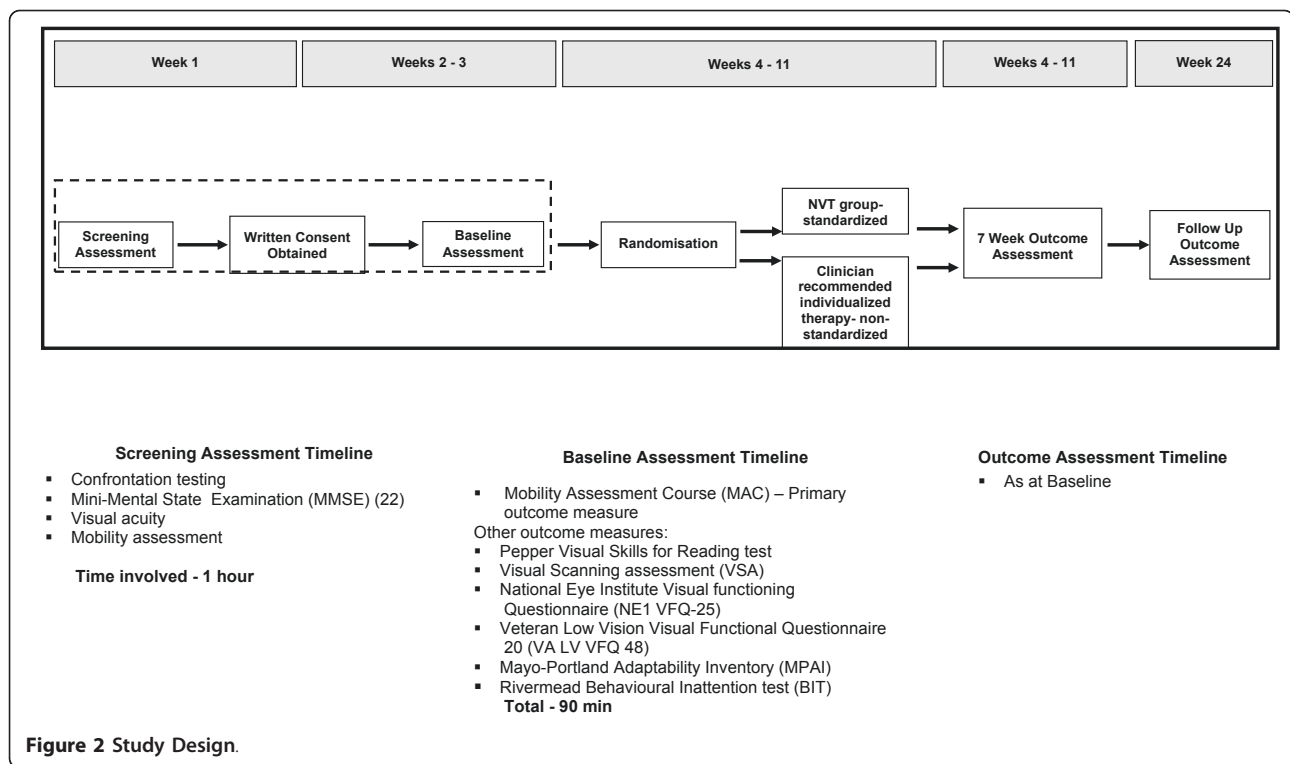 Week 1
Weeks 2 - 3
Weeks 4 - 11
Weeks 4 - 11
Week 24
Screening
Assessment
Written Consent
Obtained
Baseline
Assessment
Randomisation
NVT group-
standardized
Clinician
recommended
individualized
therapy- non-
standardized
7 Week Outcome
Assessment
Follow Up
Outcome
Assessment
Screening Assessment Timeline
▪ Confrontation testing
▪ Mini-Mental State Examination (MMSE) (22)
▪ Visual acuity
▪ Mobility assessment
Time involved - 1 hour
Baseline Assessment Timeline
▪ Mobility Assessment Course (MAC) – Primary
outcome measure
Other outcome measures:
▪ Pepper Visual Skills for Reading test
▪ Visual Scanning assessment (VSA)
▪ National Eye Institute Visual functioning
Questionnaire (NE1 VFQ-25)
▪ Veteran Low Vision Visual Functional Questionnaire
20 (VA LV VFQ 48)
▪ Mayo-Portland Adaptability Inventory (MPAI)
▪ Rivermead Behavioural Inattention test (BIT)
Total - 90 min
Outcome Assessment Timeline
▪ As at Baseline
Figure 2 Study Design.